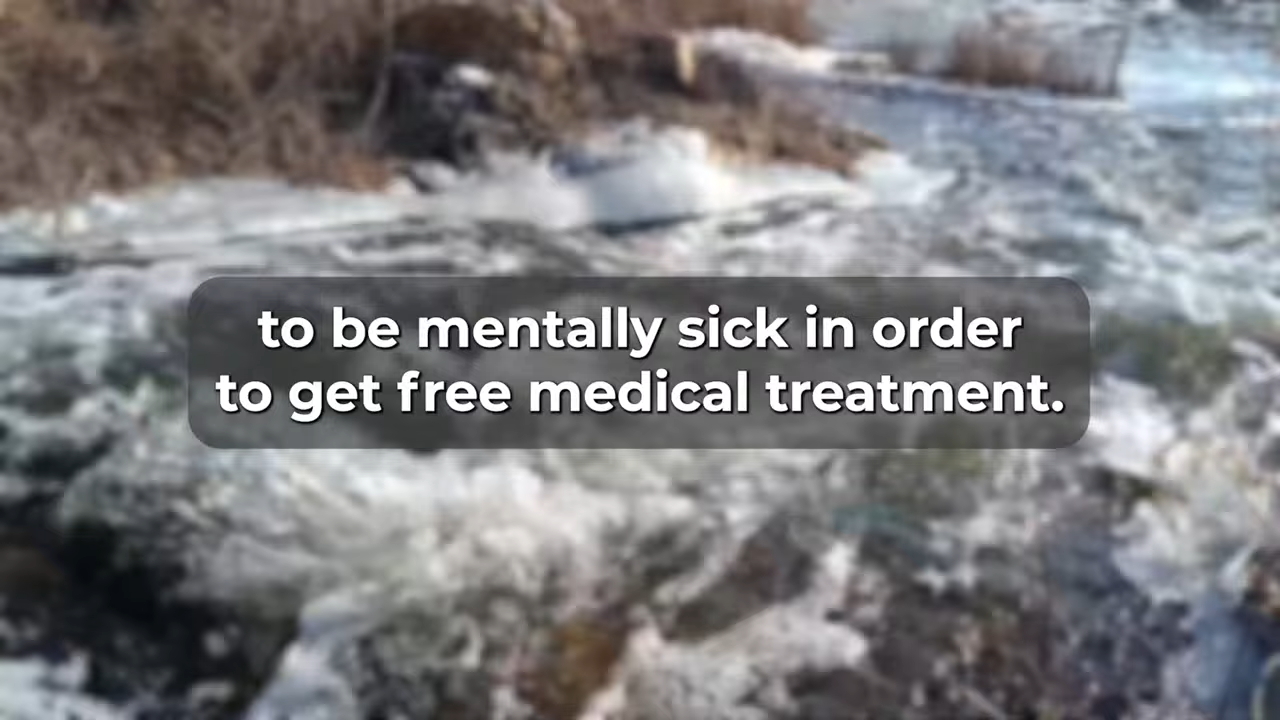 to be mentally sick in order
to get free medical treatment.